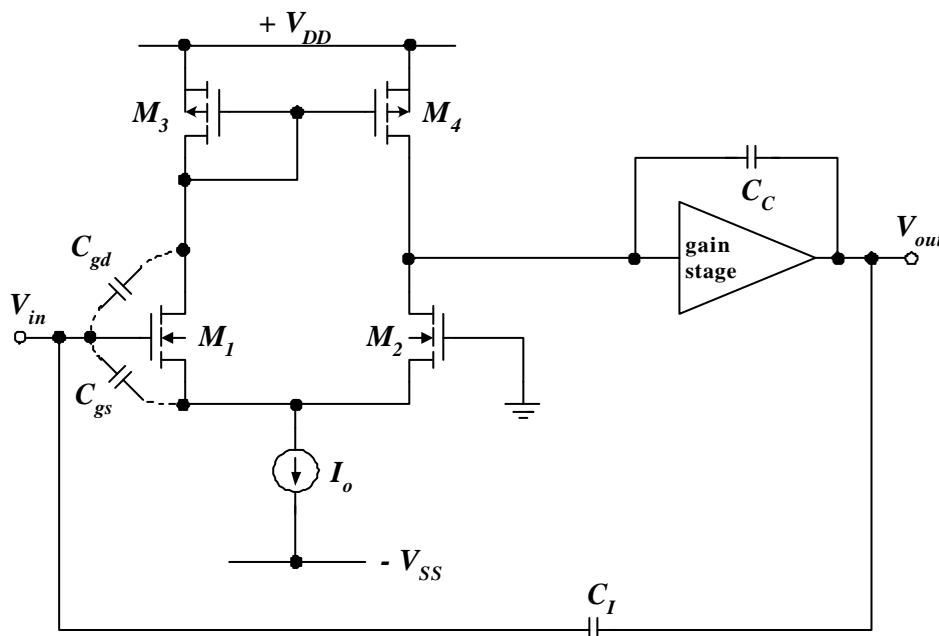 + V_DD
M_3
M_4
C_C
V_out
gain
stage
C_gd
V_in
M_1
M_2
C_gs
I_o
- V_SS
C_I